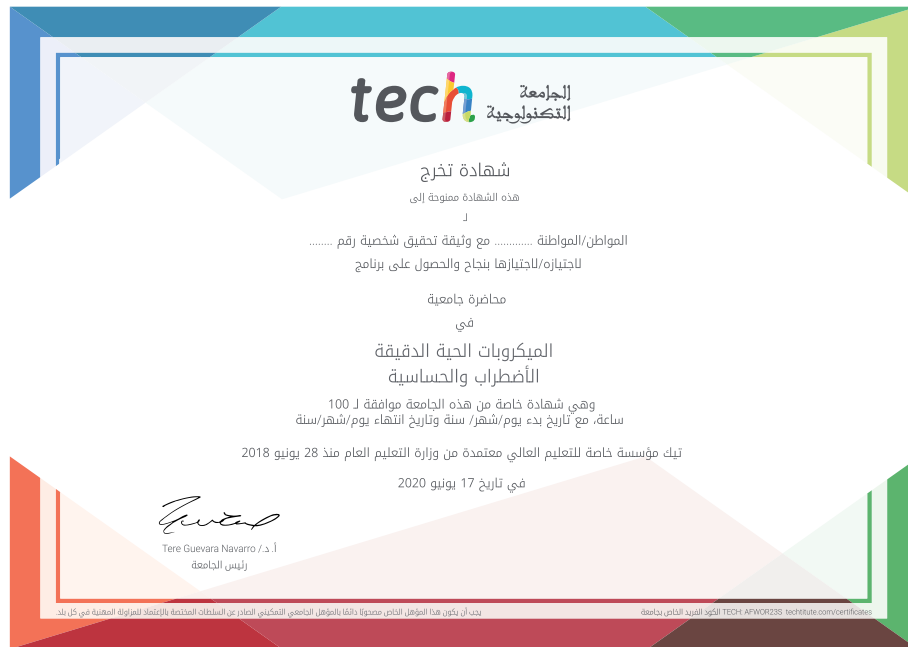 tech الجامعة
التكنولوجية
شهادة تخرج
هذه الشهادة ممنوحة إلى
لـ
المواطن/المواطنة ............. مع وثيقة تحقيق شخصية رقم ........
لاجتيازه/لاجتيازها بنجاح والحصول على برنامج
محاضرة جامعية
في
الميكروبات الحية الدقيقة
الأضطراب والحساسية
وهي شهادة خاصة من هذه الجامعة موافقة لـ 100
ساعة، مع تاريخ بدء يوم/شهر/ سنة وتاريخ انتهاء يوم/شهر/سنة
تيك مؤسسة خاصة للتعليم العالي معتمدة من وزارة التعليم العام منذ 28 يونيو 2018
في تاريخ 17 يونيو 2020
أ. د./ Tere Guevara Navarro
رئيس الجامعة
يجب أن يكون هذا المؤهل الخاص مصحوبًا دائمًا بالمؤهل الجامعي التمكيني الصادر عن السلطات المختصة بالإعتماد للمزاولة المهنية في كل بلد.
الكود الفريد الخاص بجامعة TECH: AFWOR23S techtitute.com/certificates